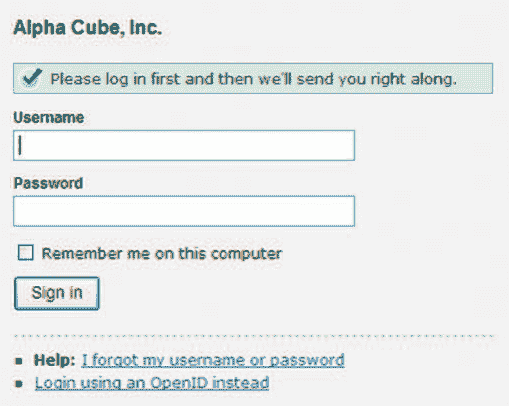 Alpha Cube, Inc.
Please log in first and then we'll send you right along.
Username
Password
Remember me on this computer
Sign in
Help: I forgot my username or password
Login using an OpenID instead